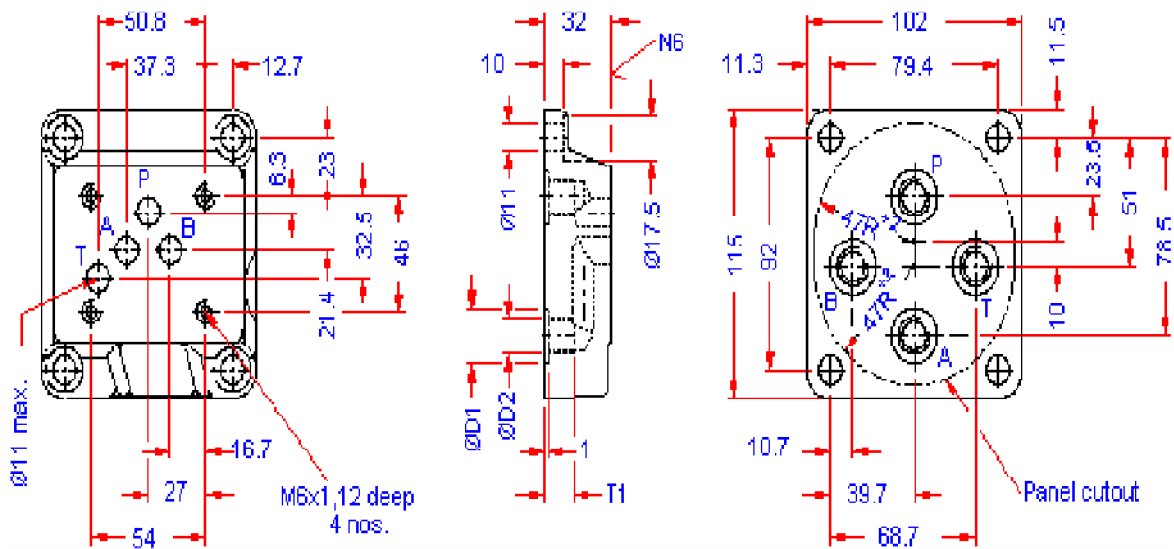 50.8
37.3
12.7
6.3
23
P
A
B
T
32.5
46
21.4
Ø11 max.
16.7
27
54
M6x1,12 deep
4 nos.
32
N6
10
Ø11
Ø17.5
ØD1
ØD2
1
T1
102
11.5
11.3
79.4
P
23.5
51
78.5
47R
47R
115
92
B
T
A
10
10.7
39.7
68.7
Panel cutout